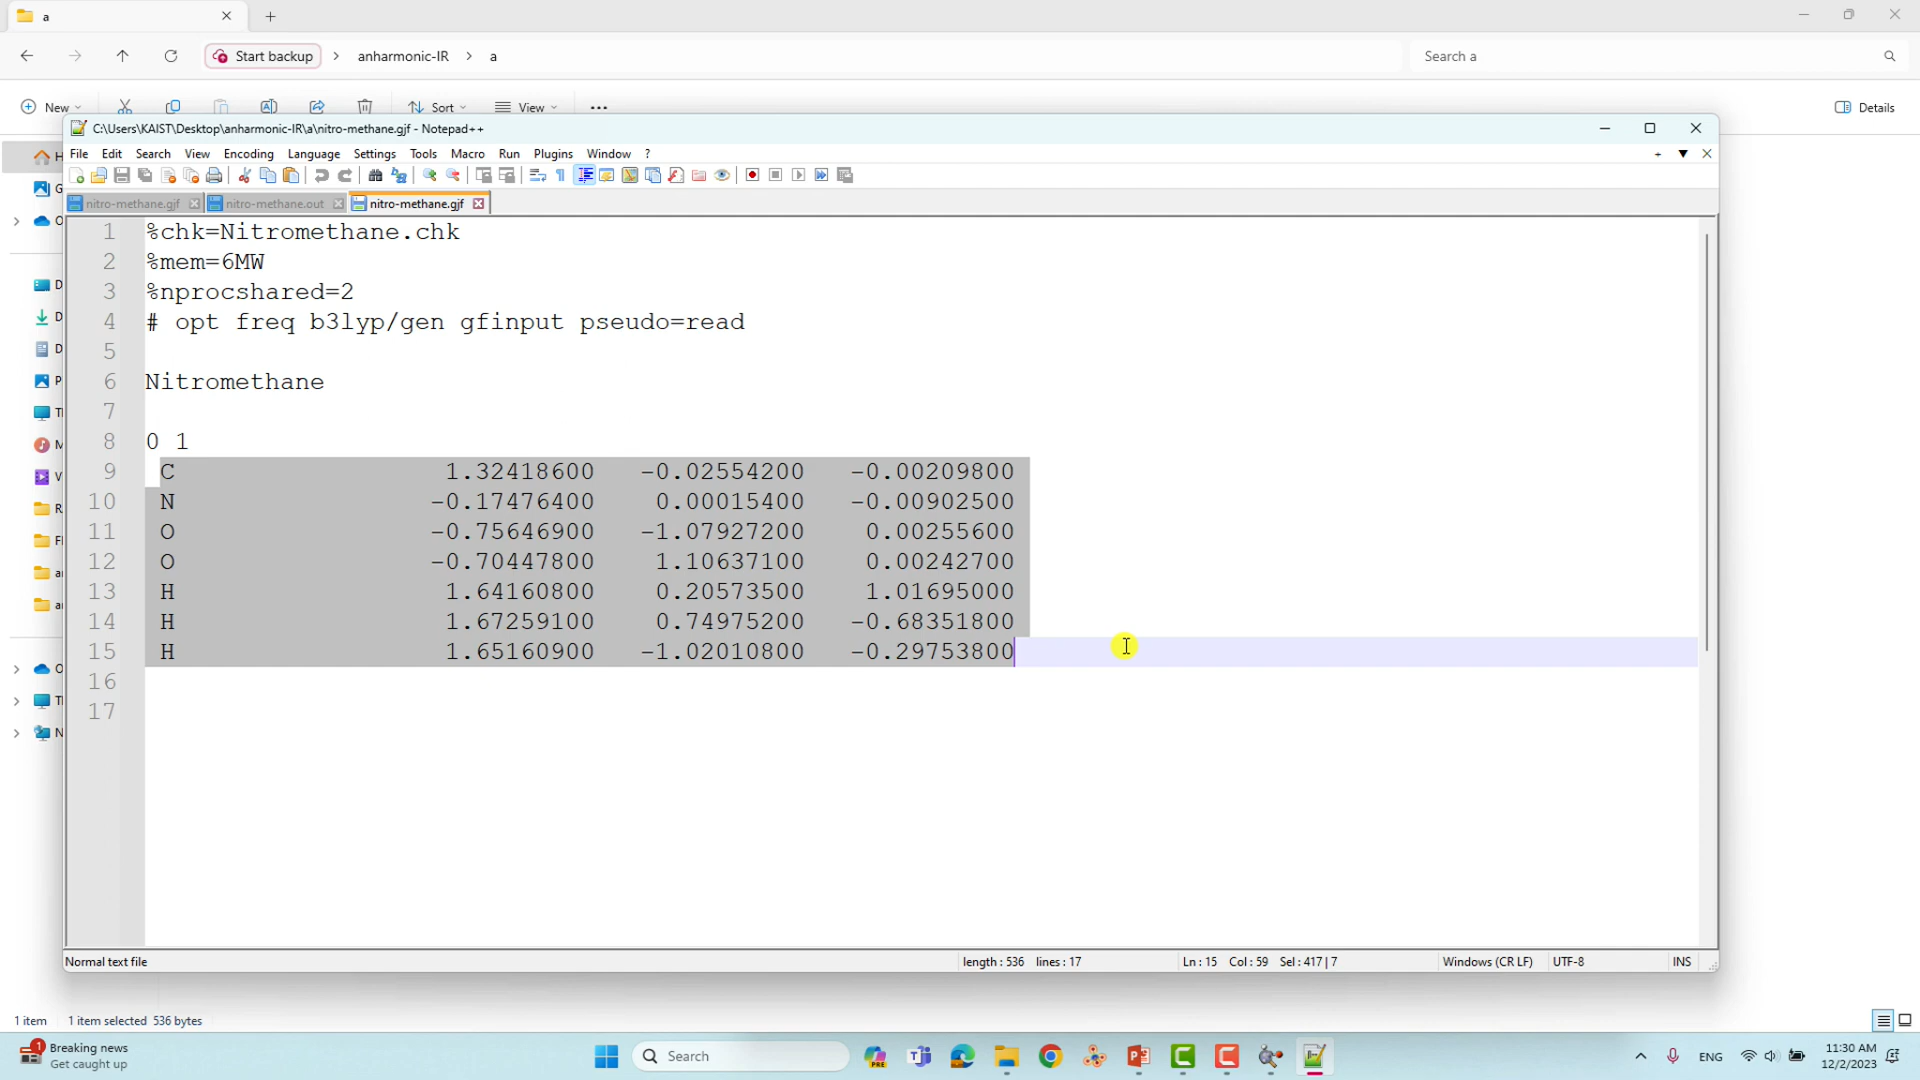 a
Start backup > anharmonic-IR > a
Search a
New
Sort
View
Details
C:\Users\KAIST\Desktop\anharmonic-IR\a\nitro-methane.gjf - Notepad++
File Edit Search View Encoding Language Settings Tools Macro Run Plugins Window ?
nitro-methane.gjf nitro-methane.out nitro-methane.gjf
1 %chk=Nitromethane.chk
2 %mem=6MW
3 %nprocshared=2
4 # opt freq b3lyp/gen gfinput pseudo=read
5
6 Nitromethane
7
8 0 1
9 C 1.32418600 -0.02554200 -0.00209800
10 N -0.17476400 0.00015400 -0.00902500
11 O -0.75646900 -1.07927200 0.00255600
12 O -0.70447800 1.10637100 0.00242700
13 H 1.64160800 0.20573500 1.01695000
14 H 1.67259100 0.74975200 -0.68351800
15 H 1.65160900 -1.02010800 -0.29753800
16
17
Normal text file length : 536 lines : 17 Ln : 15 Col : 59 Sel : 417 | 7 Windows (CR LF) UTF-8 INS
1 item 1 item selected 536 bytes
1
Breaking news
Get caught up
Search
ENG
11:30 AM
12/2/2023